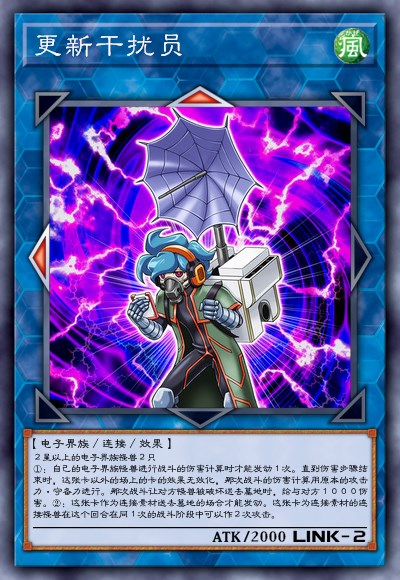 更新干扰员
風
【电子界族/连接/效果】
2星以上的电子界族怪兽2只
①：自己的电子界族怪兽进行战斗的伤害计算时才能发动1次。直到伤害步骤结
束时，这张卡以外的场上的卡的效果无效化，那次战斗的伤害计算用原本的攻击
力·守备力进行。那次战斗让对方怪兽被破坏送去墓地时，给与对方1000伤
害。②：这张卡作为连接素材送去墓地的场合才能发动。这张卡为连接素材的连
接怪兽在这个回合在同1次的战斗阶段中可以作2次攻击。
ATK/2000 LINK-2